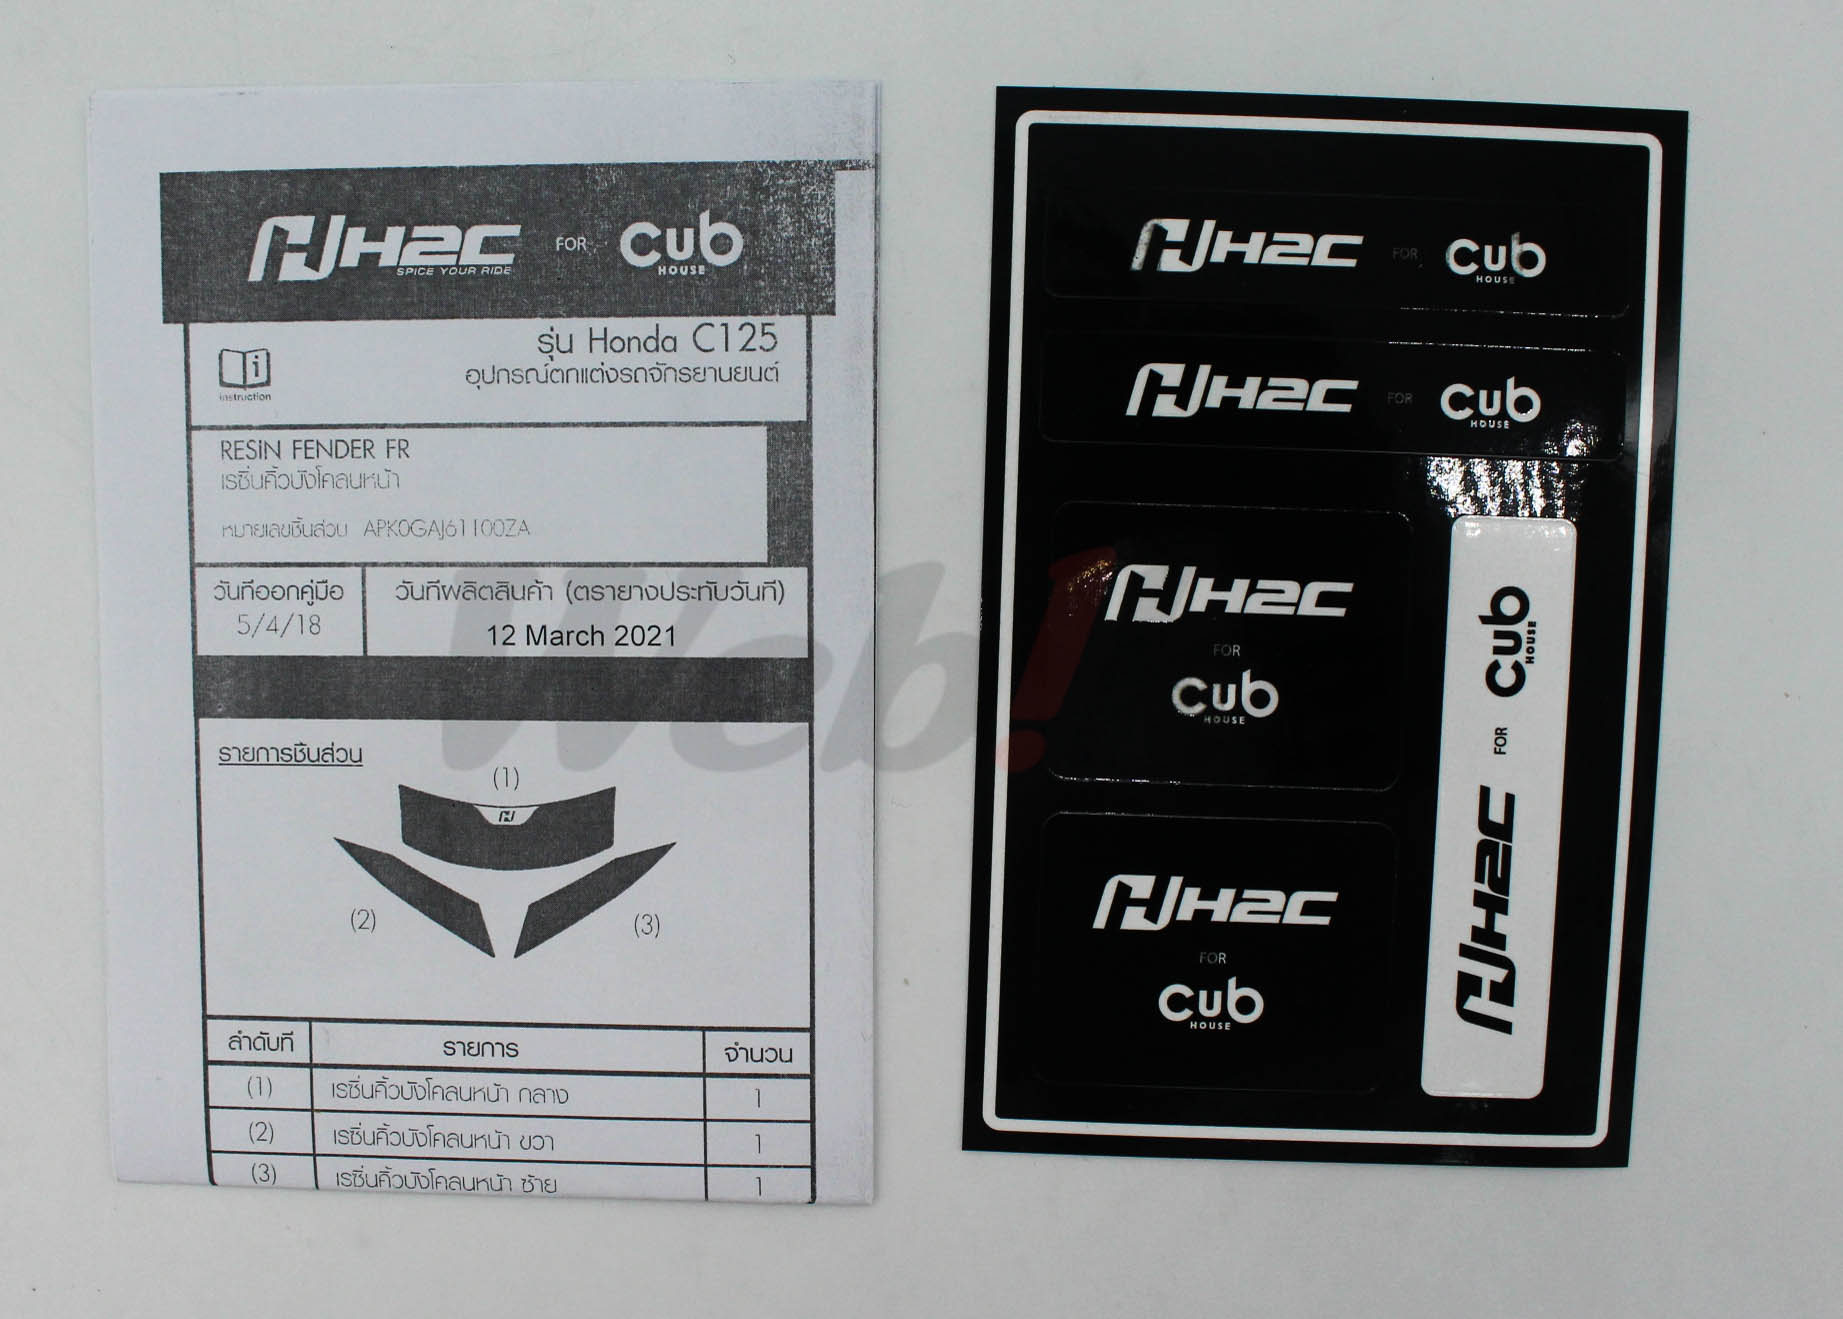 H2C
SPICE YOUR RIDE
FOR
Cub
HOUSE
รุ่น Honda C125
อุปกรณ์ตกแต่งรถจักรยานยนต์
i
instruction
RESIN FENDER FR
เรซิ่นคิ้วบังโคลนหน้า
หมายเลขชิ้นส่วน APK0GAJ61100ZA
วันที่ออกคู่มือ
5/4/18
วันที่ผลิตสินค้า (ตรายางประทับวันที่)
12 March 2021
รายการชิ้นส่วน
(1)
(2)
(3)
ลำดับที่ รายการ จำนวน
(1) เรซิ่นคิ้วบังโคลนหน้า กลาง 1
(2) เรซิ่นคิ้วบังโคลนหน้า ขวา 1
(3) เรซิ่นคิ้วบังโคลนหน้า ซ้าย 1
H2C FOR Cub
HOUSE
H2C FOR Cub
HOUSE
H2C
FOR
Cub
HOUSE
H2C
FOR
Cub
HOUSE
H2C FOR Cub
HOUSE
Web!